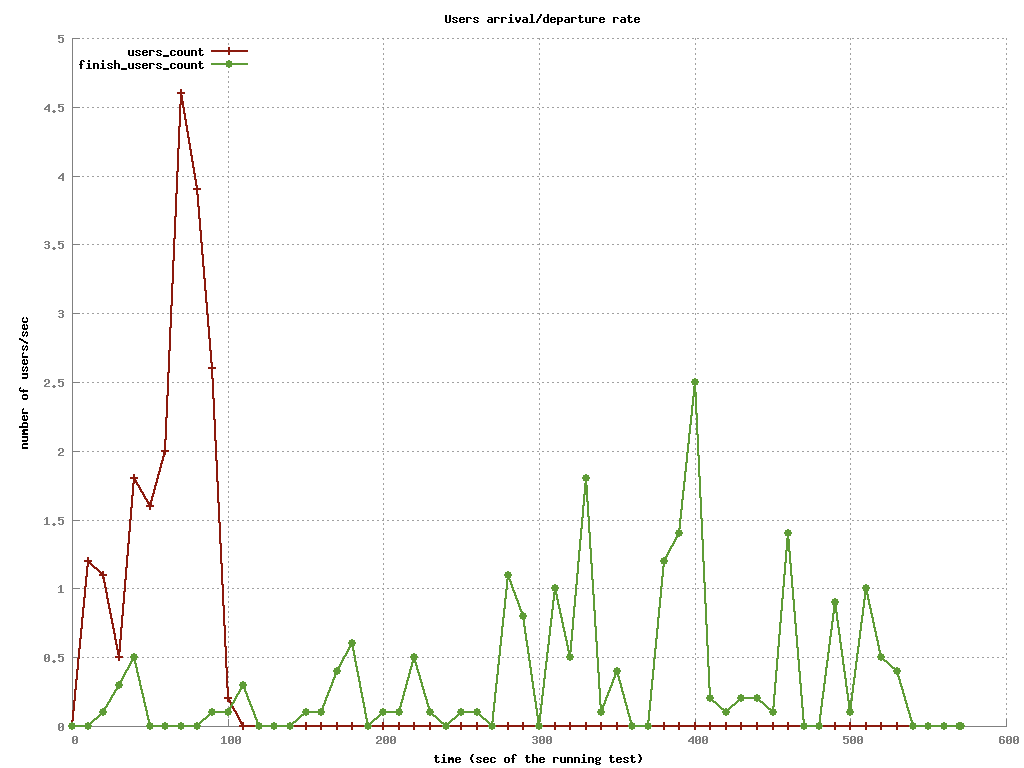 Users arrival/departure rate
users_count
finish_users_count
5
4.5
4
3.5
3
2.5
2
1.5
1
0.5
0
number of users/sec
0 100 200 300 400 500 600
time (sec of the running test)